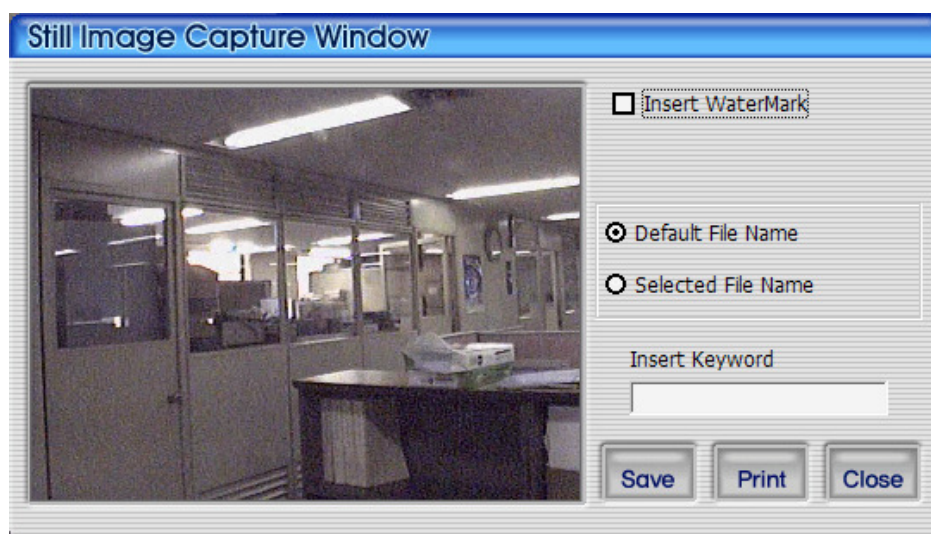 Still Image Capture Window
Insert WaterMark
Default File Name
Selected File Name
Insert Keyword
Save Print Close